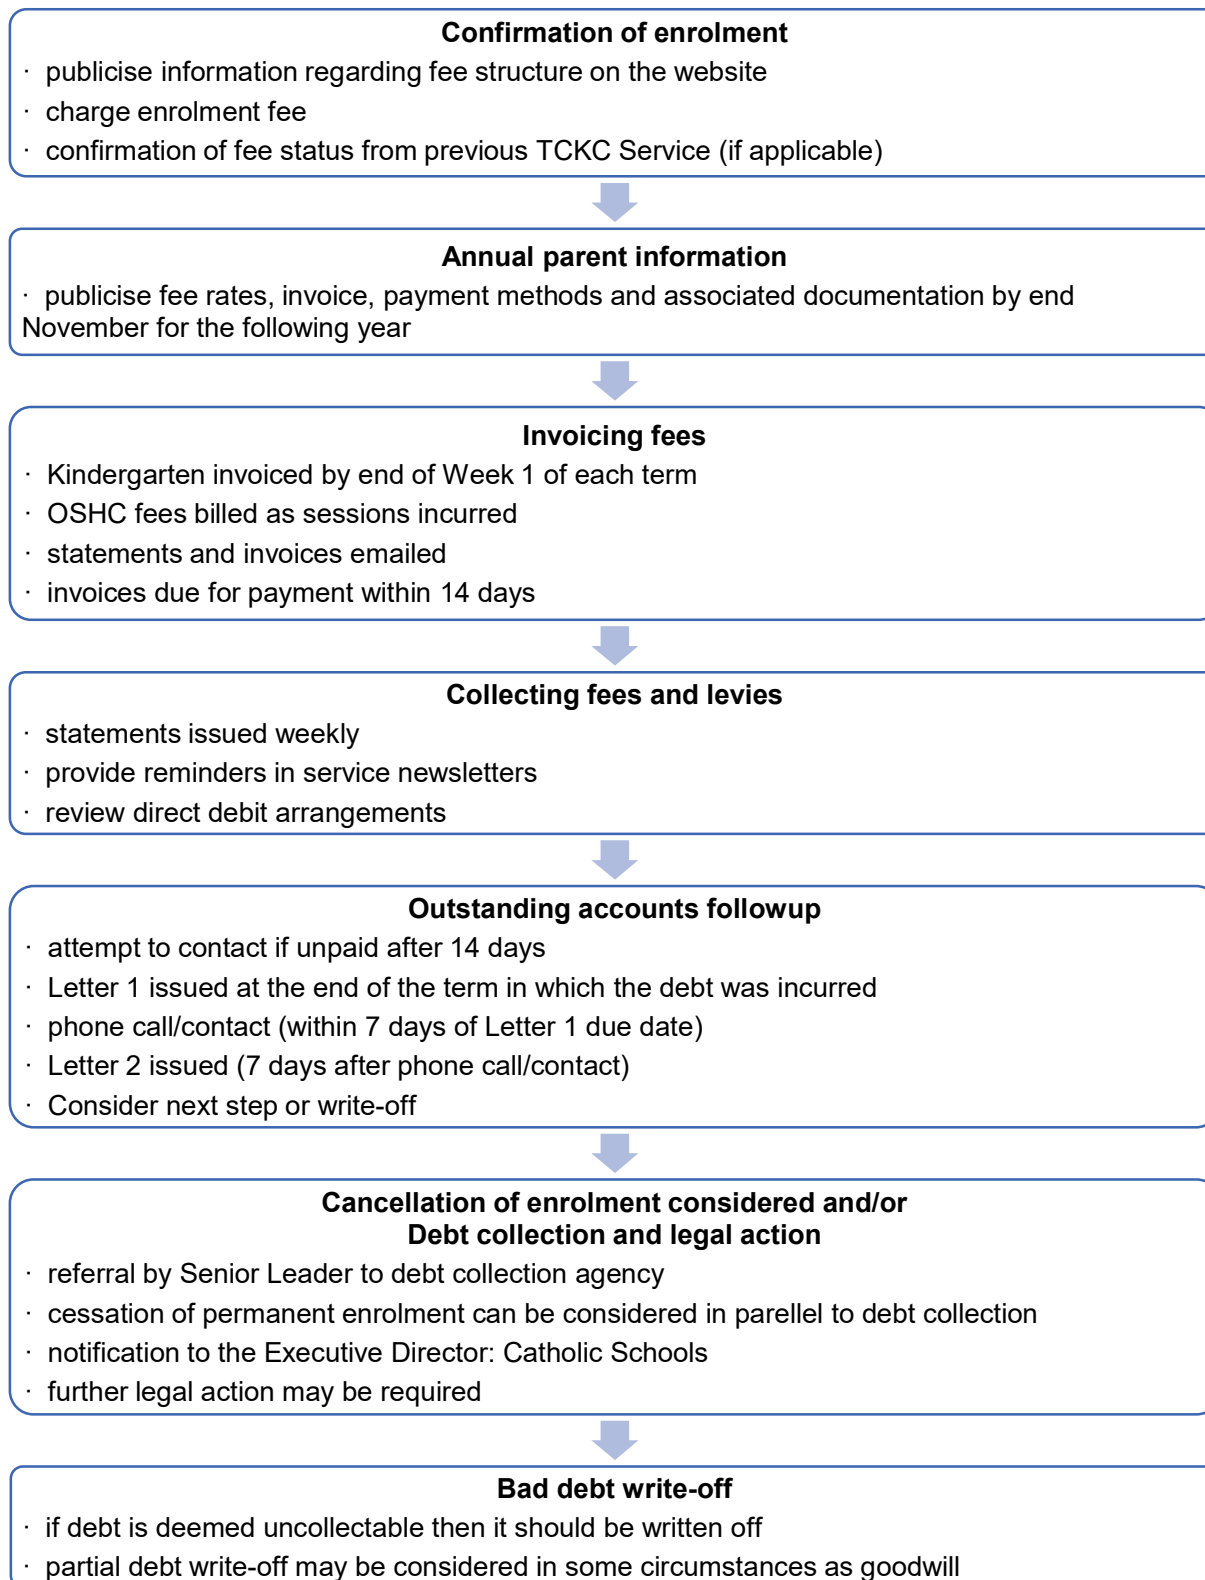 Confirmation of enrolment
· publicise information regarding fee structure on the website
· charge enrolment fee
· confirmation of fee status from previous TCKC Service (if applicable)
Annual parent information
· publicise fee rates, invoice, payment methods and associated documentation by end
November for the following year
Invoicing fees
· Kindergarten invoiced by end of Week 1 of each term
· OSHC fees billed as sessions incurred
· statements and invoices emailed
· invoices due for payment within 14 days
Collecting fees and levies
· statements issued weekly
· provide reminders in service newsletters
· review direct debit arrangements
Outstanding accounts followup
· attempt to contact if unpaid after 14 days
· Letter 1 issued at the end of the term in which the debt was incurred
· phone call/contact (within 7 days of Letter 1 due date)
· Letter 2 issued (7 days after phone call/contact)
· Consider next step or write-off
Cancellation of enrolment considered and/or
Debt collection and legal action
· referral by Senior Leader to debt collection agency
· cessation of permanent enrolment can be considered in parellel to debt collection
· notification to the Executive Director: Catholic Schools
· further legal action may be required
Bad debt write-off
· if debt is deemed uncollectable then it should be written off
· partial debt write-off may be considered in some circumstances as goodwill